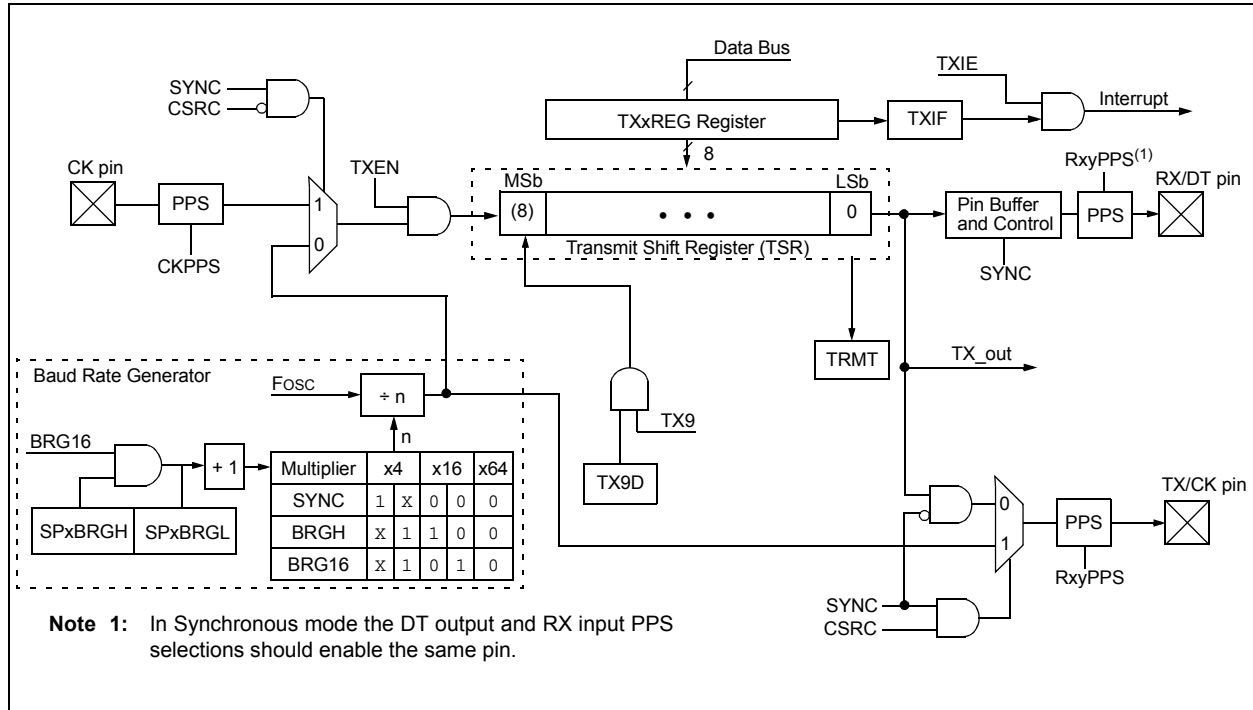 Data Bus
TXIE
SYNC
CSRC
Interrupt
TXxREG Register
TXIF
8
CK pin
TXEN
MSb
LSb
RxyPPS(1)
RX/DT pin
PPS
1
0
(8)
• • •
0
Pin Buffer
and Control
PPS
Transmit Shift Register (TSR)
CKPPS
SYNC
TRMT
TX_out
Baud Rate Generator
FOSC
÷ n
n
TX9
BRG16
+ 1
Multiplier x4 x16 x64
TX9D
SYNC 1 X 0 0 0
SPxBRGH SPxBRGL
BRGH X 1 1 0 0
BRG16 X 1 0 1 0
TX/CK pin
0
1
PPS
RxyPPS
SYNC
CSRC
Note 1: In Synchronous mode the DT output and RX input PPS
selections should enable the same pin.